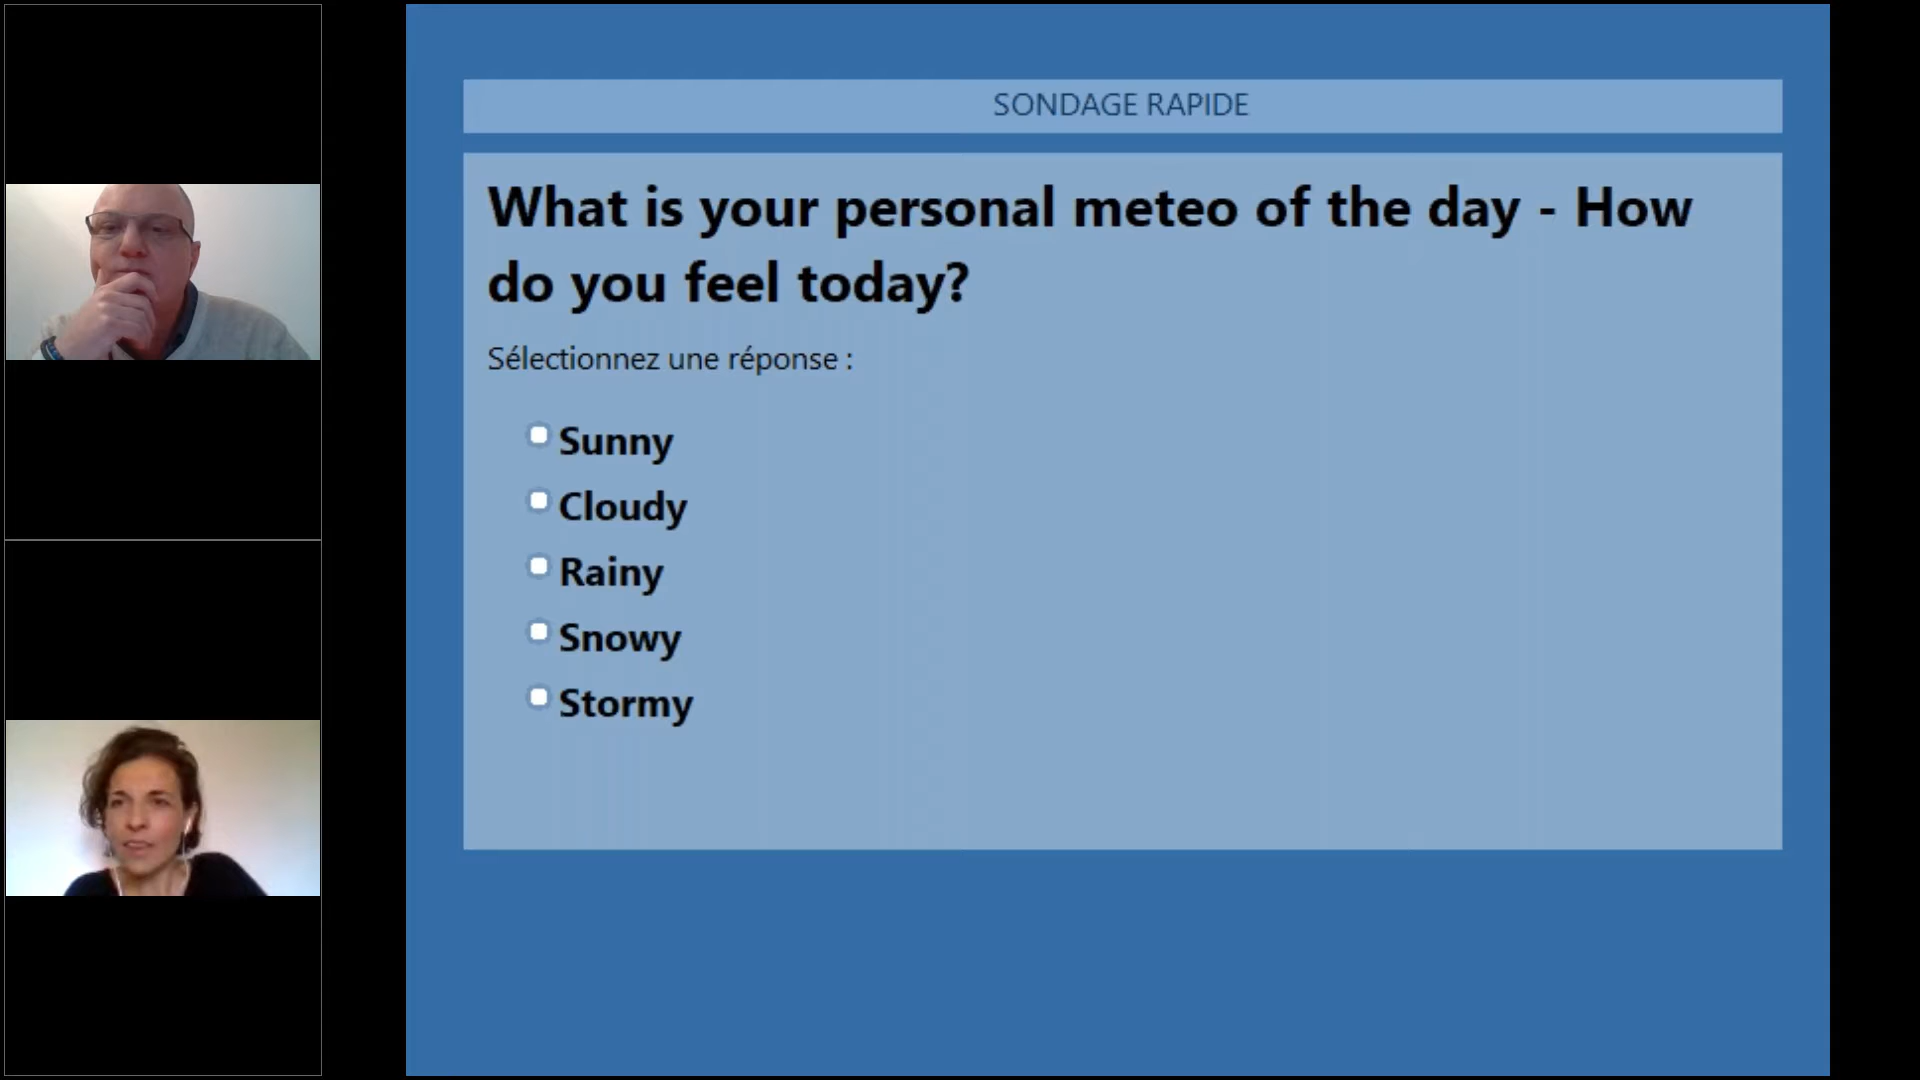 SONDAGE RAPIDE
What is your personal meteo of the day - How
do you feel today?
Sélectionnez une réponse :
Sunny
Cloudy
Rainy
Snowy
Stormy